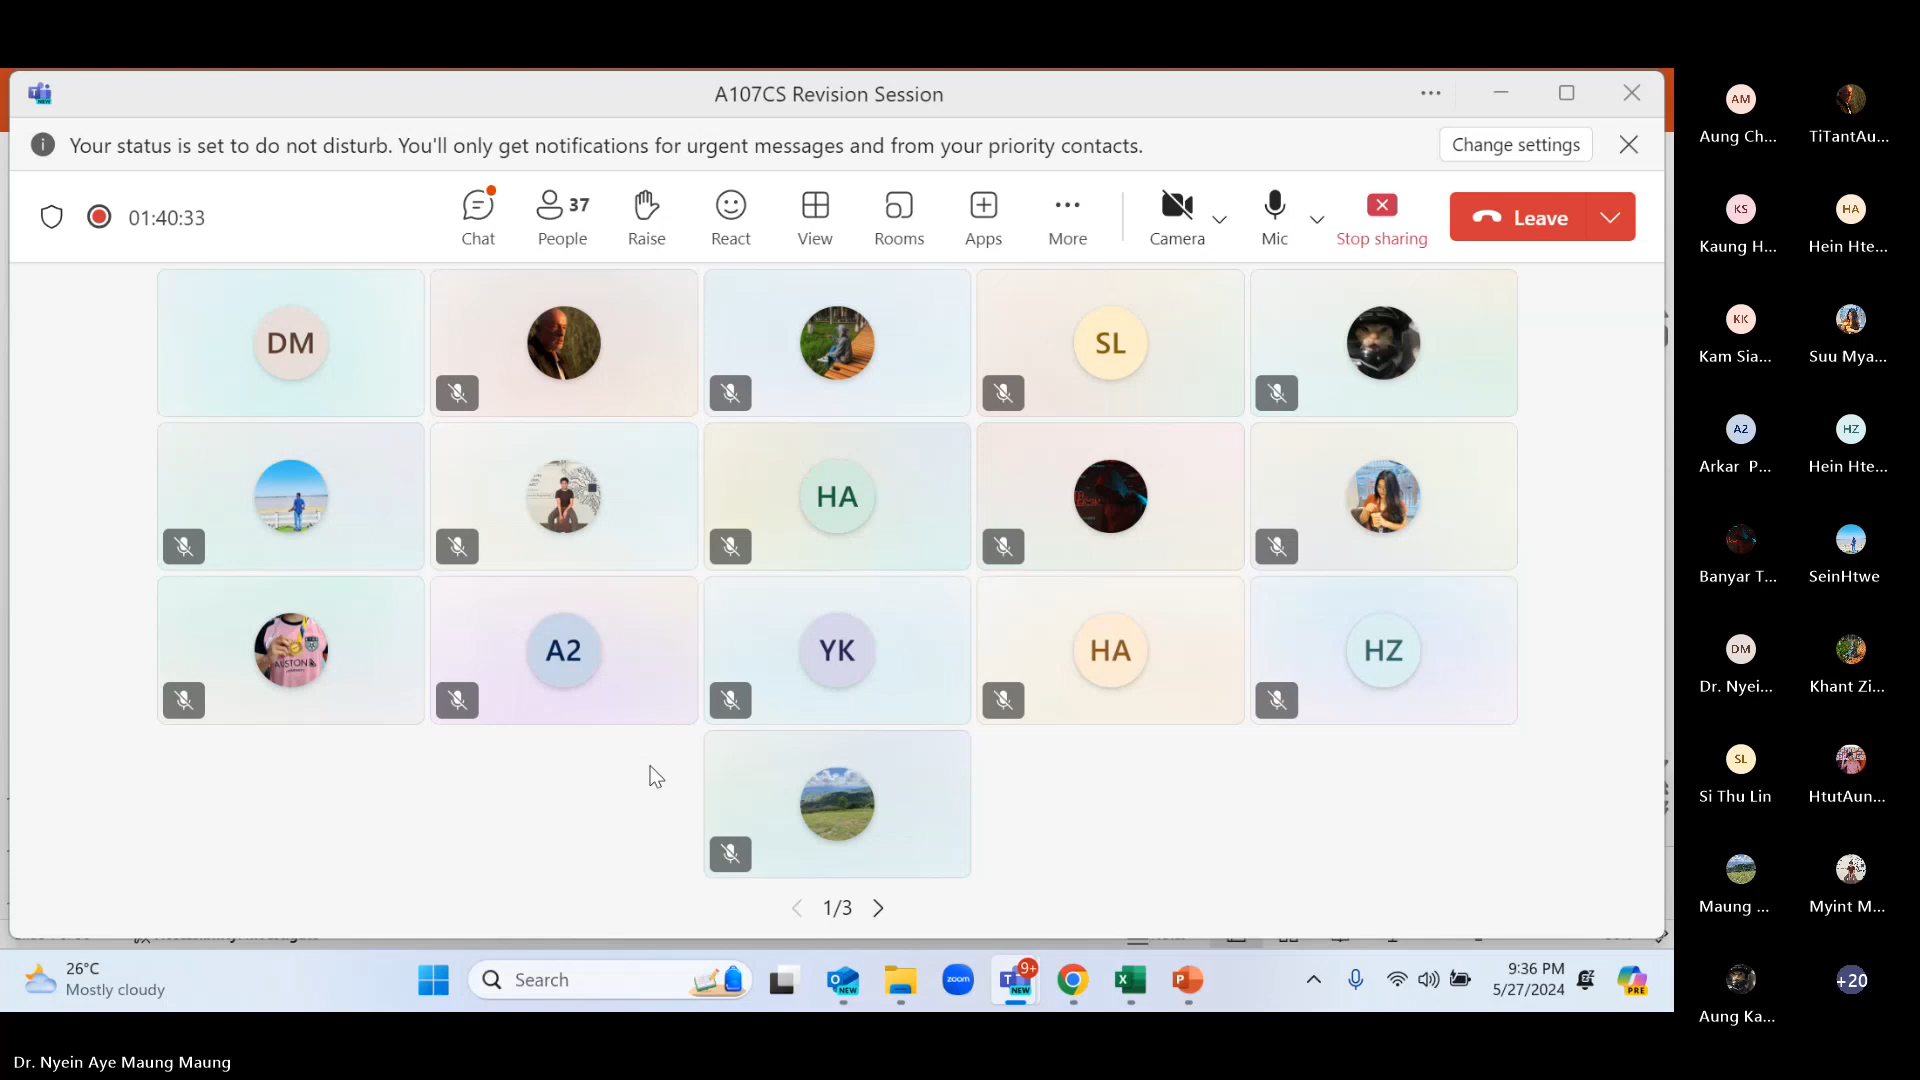 A107CS Revision Session
Your status is set to do not disturb. You'll only get notifications for urgent messages and from your priority contacts.
Change settings
01:40:33
Chat
37
People
Raise
React
View
Rooms
Apps
More
Camera
Mic
Stop sharing
Leave
DM
SL
HA
A2
YK
HA
HZ
1/3
26°C
Mostly cloudy
Search
NEW
zoom
9+
NEW
9:36 PM
5/27/2024
PRE
AM
Aung Ch...
TiTantAu...
KS
Kaung H...
HA
Hein Hte...
KK
Kam Sia...
Suu Mya...
A2
Arkar P...
HZ
Hein Hte...
Banyar T...
SeinHtwe
DM
Dr. Nyei...
Khant Zi...
SL
Si Thu Lin
HtutAun...
Maung ...
Myint M...
Aung Ka...
+20
Dr. Nyein Aye Maung Maung